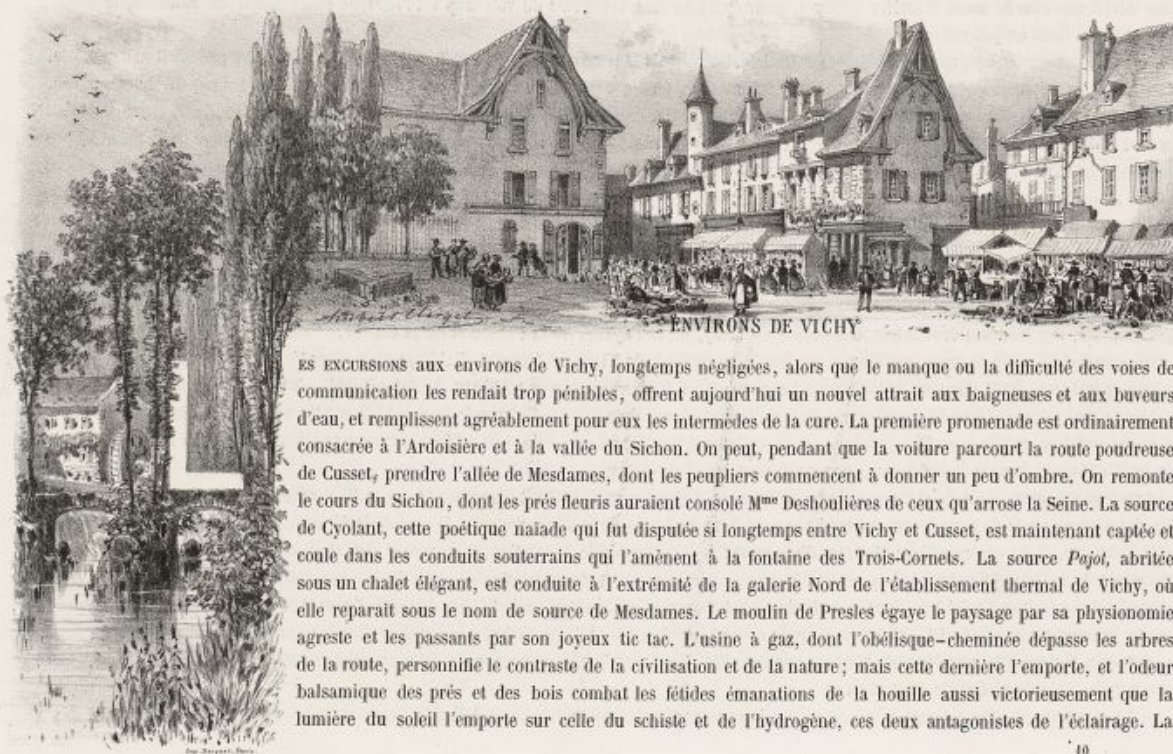 ENVIRONS DE VICHY
LES EXCURSIONS aux environs de Vichy, longtemps négligées, alors que le manque ou la difficulté des voies de
communication les rendait trop pénibles, offrent aujourd'hui un nouvel attrait aux baigneuses et aux buveurs
d'eau, et remplissent agréablement pour eux les intermèdes de la cure. La première promenade est ordinairement
consacrée à l'Ardoisière et à la vallée du Sichon. On peut, pendant que la voiture parcourt la route poudreuse
de Cusset, prendre l'allée de Mesdames, dont les peupliers commencent à donner un peu d'ombre. On remonte
le cours du Sichon, dont les prés fleuris auraient consolé Mme Deshoulières de ceux qu'arrose la Seine. La source
de Cyolant, cette poétique naïade qui fut disputée si longtemps entre Vichy et Cusset, est maintenant captée et
coule dans les conduits souterrains qui l'amènent à la fontaine des Trois-Cornets. La source Pajot, abritée
sous un chalet élégant, est conduite à l'extrémité de la galerie Nord de l'établissement thermal de Vichy, où
elle reparait sous le nom de source de Mesdames. Le moulin de Presles égaye le paysage par sa physionomie
agreste et les passants par son joyeux tic tac. L'usine à gaz, dont l'obélisque-cheminée dépasse les arbres
de la route, personnifie le contraste de la civilisation et de la nature; mais cette dernière l'emporte, et l'odeur
balsamique des prés et des bois combat les fétides émanations de la houille aussi victorieusement que la
lumière du soleil l'emporte sur celle du schiste et de l'hydrogène, ces deux antagonistes de l'éclairage. La
10